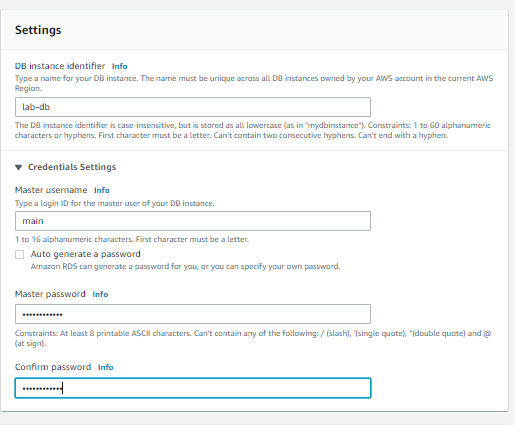 Settings
DB instance identifier Info
Type a name for your DB instance. The name must be unique across all DB instances owned by your AWS account in the current AWS
Region.
lab-db
The DB instance identifier is case-insensitive, but is stored as all lowercase (as in "mydbinstance"). Constraints: 1 to 60 alphanumeric
characters or hyphens. First character must be a letter. Can't contain two consecutive hyphens. Can't end with a hyphen.
▼ Credentials Settings
Master username Info
Type a login ID for the master user of your DB instance.
main
1 to 16 alphanumeric characters. First character must be a letter.
Auto generate a password
Amazon RDS can generate a password for you, or you can specify your own password.
Master password Info
••••••••••••
Constraints: At least 8 printable ASCII characters. Can't contain any of the following: / (slash), '(single quote), "(double quote) and @
(at sign).
Confirm password Info
••••••••••••